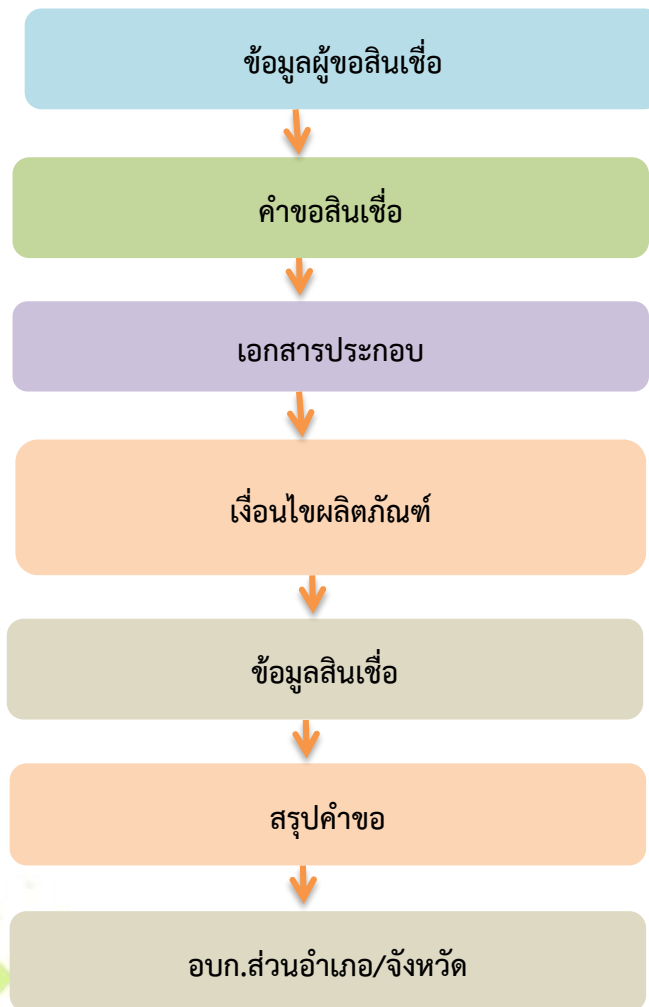 ข้อมูลผู้ขอสินเชื่อ
คำขอสินเชื่อ
เอกสารประกอบ
เงื่อนไขผลิตภัณฑ์
ข้อมูลสินเชื่อ
สรุปคำขอ
อบก.ส่วนอำเภอ/จังหวัด